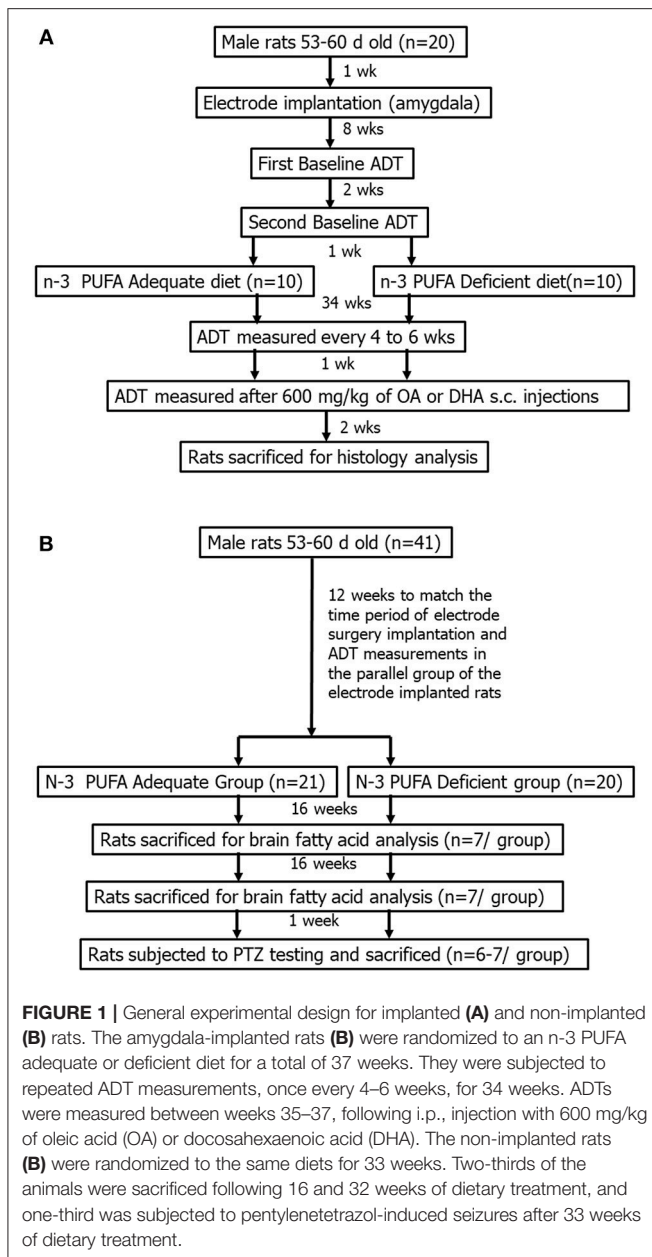 A
Male rats 53-60 d old (n=20)
1 wk
Electrode implantation (amygdala)
8 wks
First Baseline ADT
2 wks
Second Baseline ADT
1 wk
n-3 PUFA Adequate diet (n=10)
n-3 PUFA Deficient diet(n=10)
34 wks
ADT measured every 4 to 6 wks
1 wk
ADT measured after 600 mg/kg of OA or DHA s.c. injections
2 wks
Rats sacrificed for histology analysis
B
Male rats 53-60 d old (n=41)
12 weeks to match the
time period of electrode
surgery implantation and
ADT measurements in
the parallel group of the
electrode implanted rats
N-3 PUFA Adequate Group (n=21)
N-3 PUFA Deficient group (n=20)
16 weeks
Rats sacrificed for brain fatty acid analysis (n=7/ group)
16 weeks
Rats sacrificed for brain fatty acid analysis (n=7/ group)
1 week
Rats subjected to PTZ testing and sacrificed (n=6-7/ group)
FIGURE 1 | General experimental design for implanted (A) and non-implanted
(B) rats. The amygdala-implanted rats (B) were randomized to an n-3 PUFA
adequate or deficient diet for a total of 37 weeks. They were subjected to
repeated ADT measurements, once every 4–6 weeks, for 34 weeks. ADTs
were measured between weeks 35–37, following i.p., injection with 600 mg/kg
of oleic acid (OA) or docosahexaenoic acid (DHA). The non-implanted rats
(B) were randomized to the same diets for 33 weeks. Two-thirds of the
animals were sacrificed following 16 and 32 weeks of dietary treatment, and
one-third was subjected to pentylenetetrazol-induced seizures after 33 weeks
of dietary treatment.